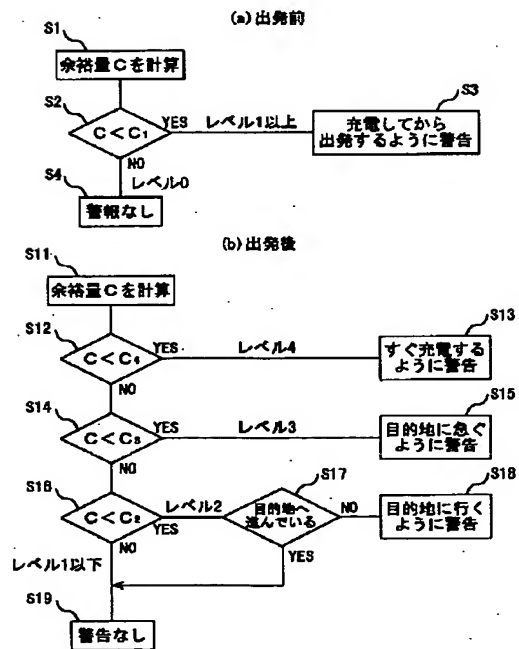 (a)出発前
S1
余裕量Cを計算
S2
C<C1
YES
レベル1以上
S3
充電してから
出発するように警告
NO
レベル0
S4
警報なし
(b)出発後
S11
余裕量Cを計算
S12
C<C4
YES
レベル4
S13
すぐ充電する
ように警告
NO
S14
C<C3
YES
レベル3
S15
目的地に急ぐ
ように警告
NO
S16
C<C2
YES
レベル2
S17
目的地へ
進んでいる
NO
S18
目的地に行く
ように警告
YES
NO
レベル1以下
S19
警告なし